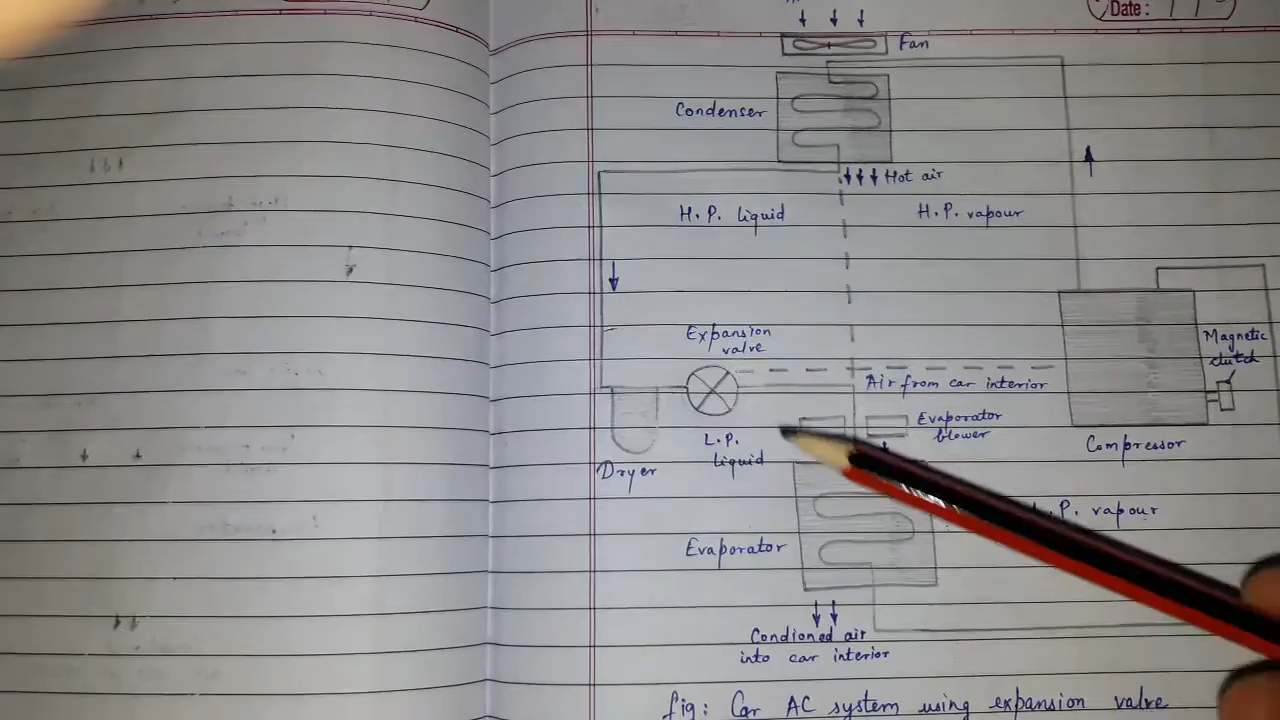 Date:
Fan
Condenser
Hot air
H.P. liquid
H.P. vapour
Expansion
valve
Magnetic
clutch
Air from car interior
Evaporator
blower
L.P.
liquid
Compressor
Dryer
P. vapour
Evaporator
Condioned air
into car interior
fig: Car AC system using expansion valve